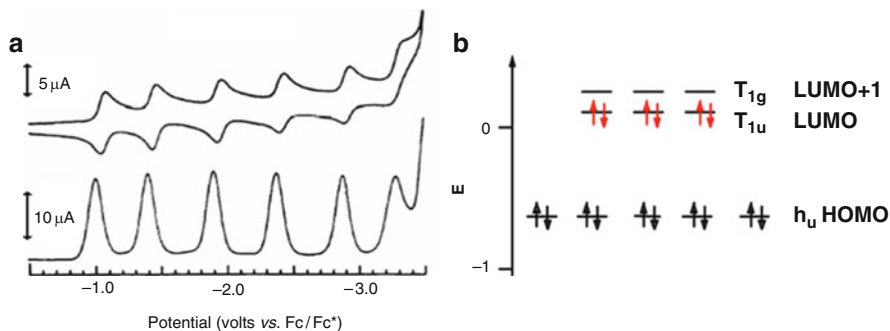 a
5 µA
10 µA
−1.0 −2.0 −3.0
Potential (volts vs. Fc/Fc*)
b
E
0
−1
T1g LUMO+1
T1u LUMO
hu HOMO